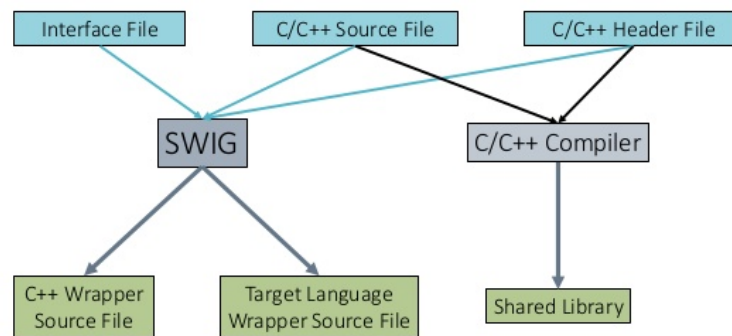 Interface File
C/C++ Source File
C/C++ Header File
SWIG
C/C++ Compiler
C++ Wrapper
Source File
Target Language
Wrapper Source File
Shared Library